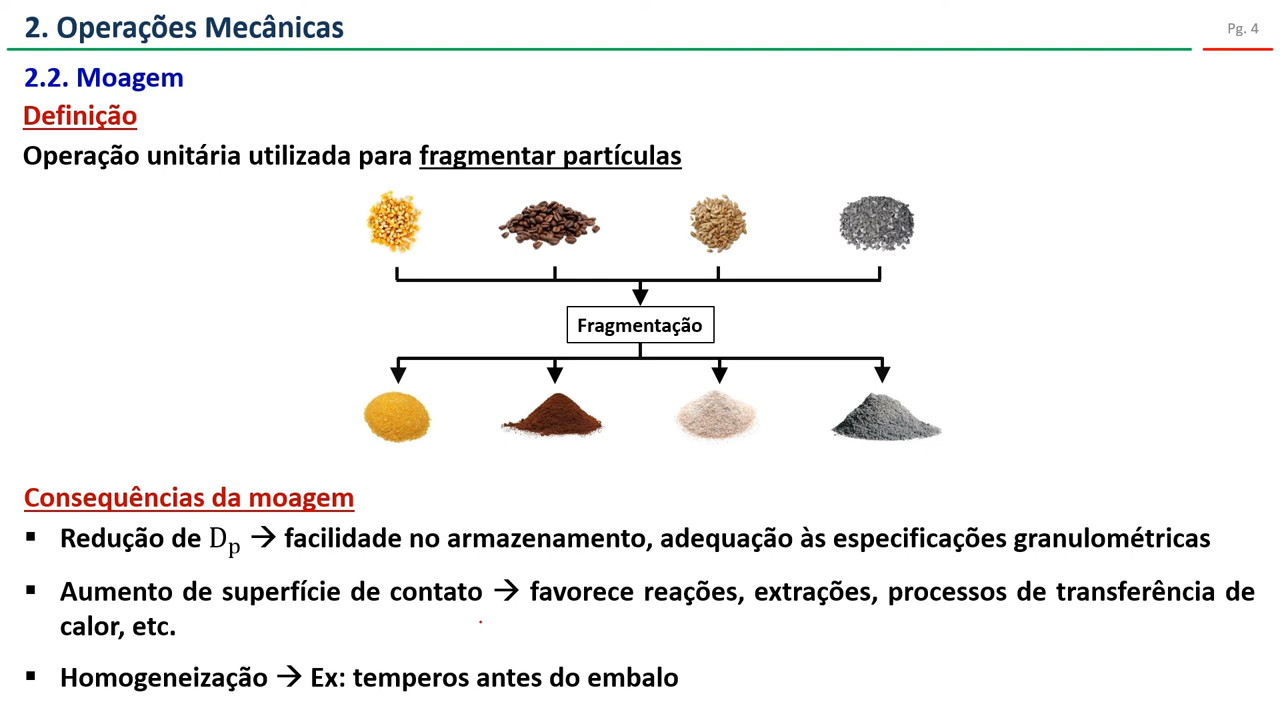 2. Operações Mecânicas
Pg. 4
2.2. Moagem
Definição
Operação unitária utilizada para fragmentar partículas
Fragmentação
Consequências da moagem
▪ Redução de Dp → facilidade no armazenamento, adequação às especificações granulométricas
▪ Aumento de superfície de contato → favorece reações, extrações, processos de transferência de
calor, etc.
▪ Homogeneização → Ex: temperos antes do embalo